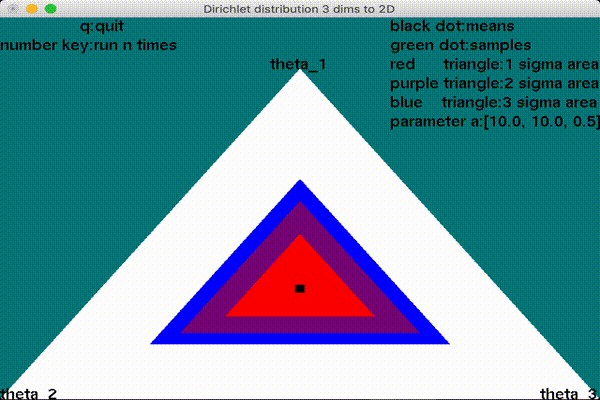 Dirichlet distribution 3 dims to 2D
q:quit
number key:run n times
black dot:means
green dot:samples
red triangle:1 sigma area
purple triangle:2 sigma area
blue triangle:3 sigma area
parameter a:[10.0, 10.0, 0.5]
theta_1
theta_2
theta_3